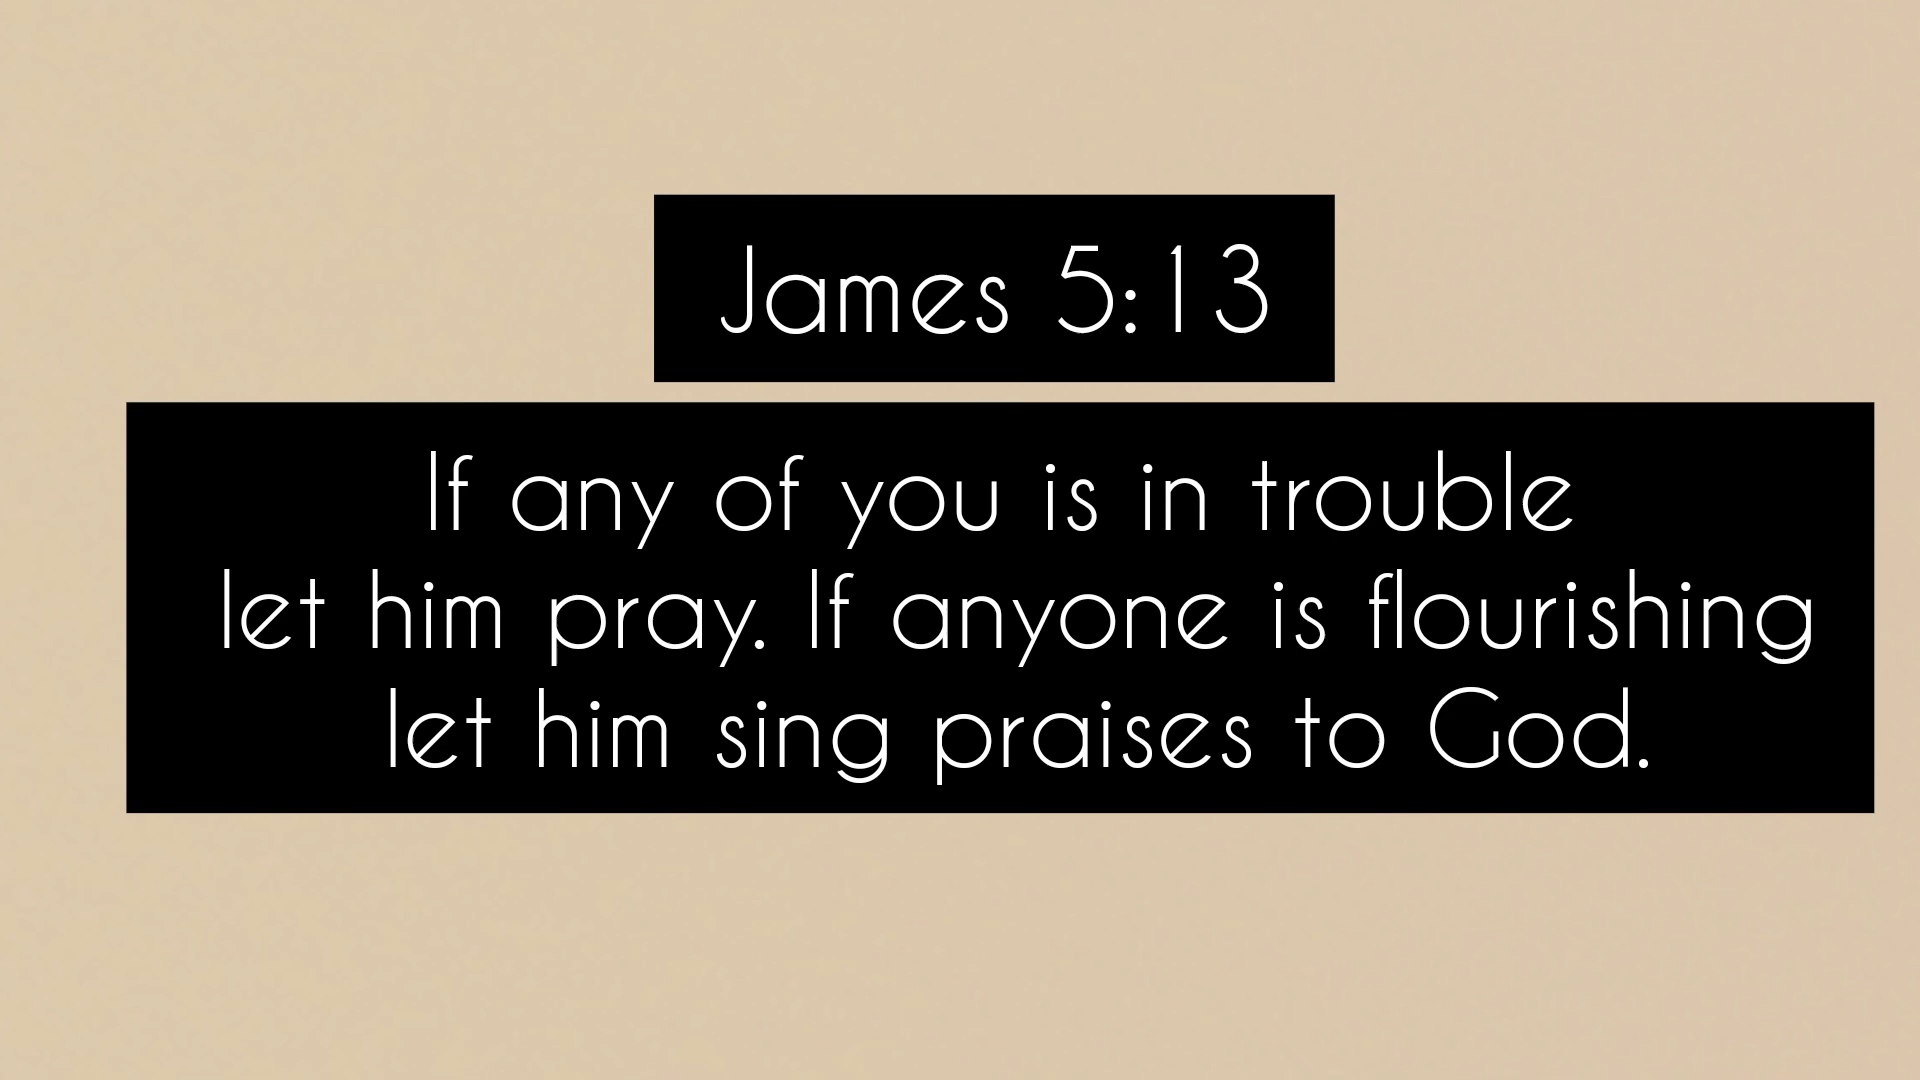 James 5:13
If any of you is in trouble
let him pray. If anyone is flourishing
let him sing praises to God.